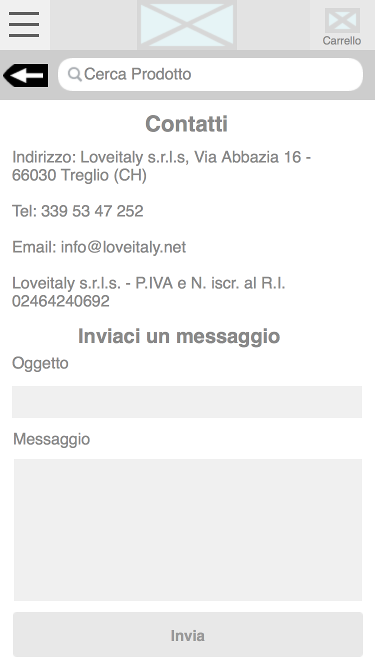 Carrello
Cerca Prodotto
Contatti
Indirizzo: Loveitaly s.r.l.s, Via Abbazia 16 -
66030 Treglio (CH)
Tel: 339 53 47 252
Email: info@loveitaly.net
Loveitaly s.r.l.s. - P.IVA e N. iscr. al R.I.
02464240692
Inviaci un messaggio
Oggetto
Messaggio
Invia